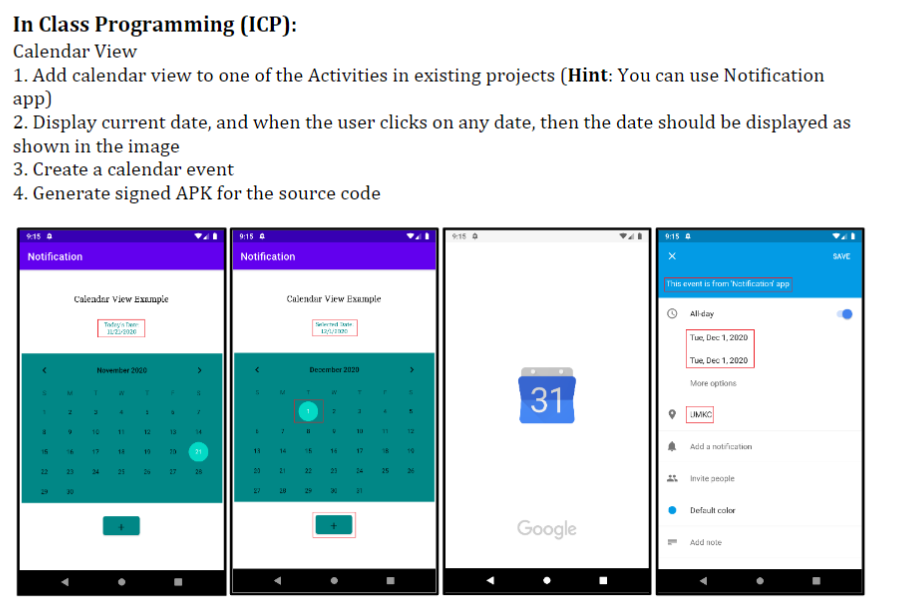 In Class Programming (ICP):
Calendar View
1. Add calendar view to one of the Activities in existing projects (Hint: You can use Notification
app)
2. Display current date, and when the user clicks on any date, then the date should be displayed as
shown in the image
3. Create a calendar event
4. Generate signed APK for the source code
9:15
Notification
Calendar View Example
Today's Date
11/21/2020
November 2020
S M T W T F S
1 2 3 4 5 6 7
8 9 10 11 12 13 14
15 16 17 18 19 20 21
22 23 24 25 26 27 28
29 30
+
9:15
Notification
Calendar View Example
Selected Date
12/1/2020
December 2020
S M T W T F S
1 2 3 4 5
6 7 8 9 10 11 12
13 14 15 16 17 18 19
20 21 22 23 24 25 26
27 28 29 30 31
+
9:15
31
Google
9:15
SAVE
This event is from 'Notification' app
All-day
Tue, Dec 1, 2020
Tue, Dec 1, 2020
More options
UMKC
Add a notification
Invite people
Default color
Add note